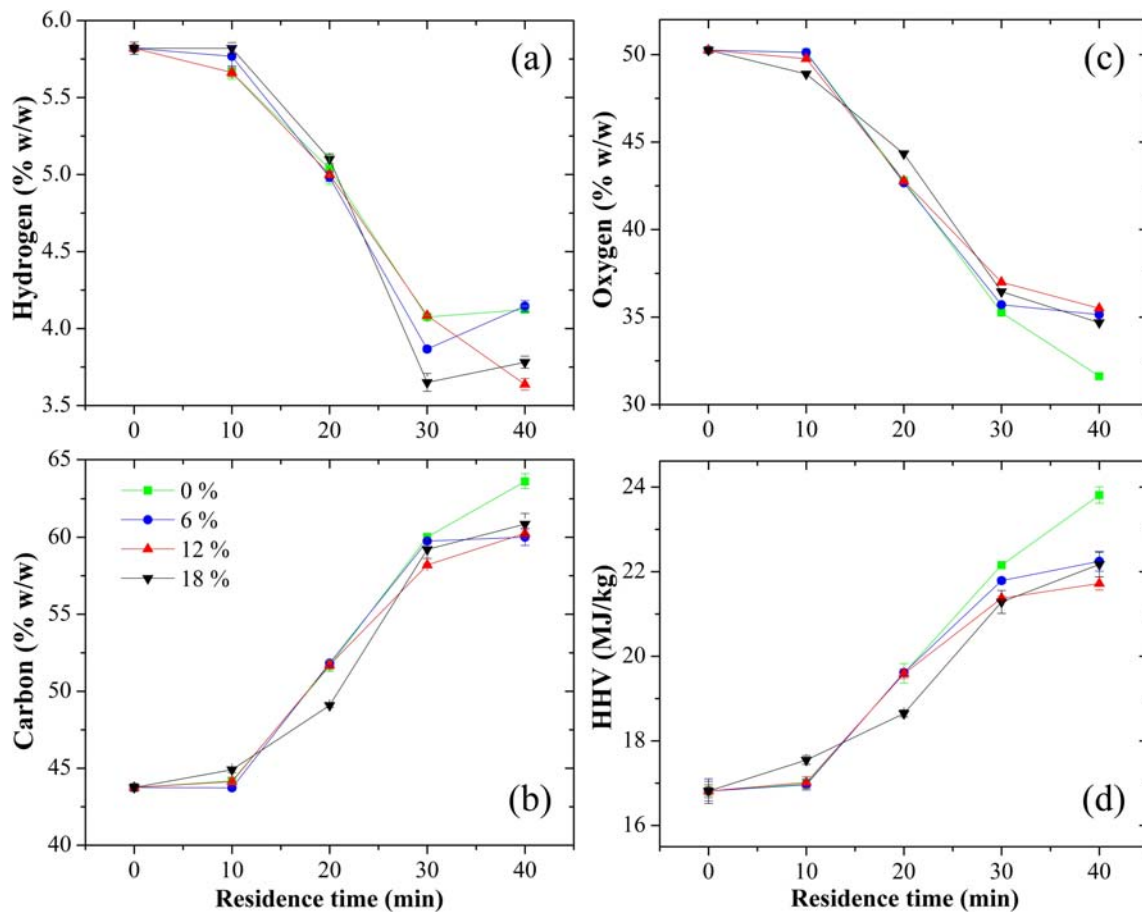 6.0
5.5
5.0
4.5
4.0
3.5
Hydrogen (% w/w)
(a)
0 10 20 30 40
50
45
40
35
30
Oxygen (% w/w)
(c)
0 10 20 30 40
65
60
55
50
45
40
Carbon (% w/w)
0 %
6 %
12 %
18 %
(b)
0 10 20 30 40
Residence time (min)
24
22
20
18
16
HHV (MJ/kg)
(d)
0 10 20 30 40
Residence time (min)